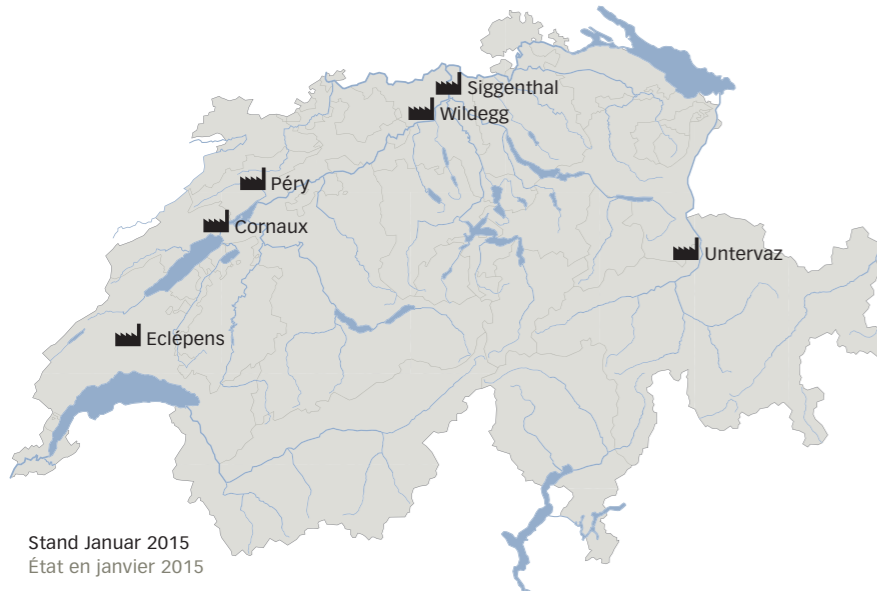 Siggenthal
Wildegg
Péry
Cornaux
Untervaz
Eclépens
Stand Januar 2015
État en janvier 2015